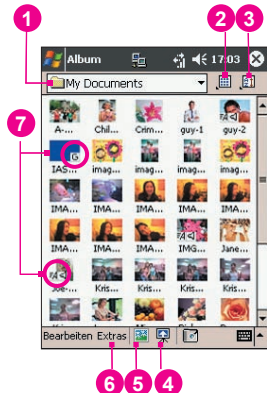 2 3
1
Album 17:03
My Documents
7
A-... Chil... Crim... guy-1 guy-2
G
IAS... imag... imag... imag... imag...
IMA... IMA... IMA... IMA... IMA...
IMA... IMA... IMA... IMG... Jane...
Joe-... Kris... Kris... Kris... Kris...
Bearbeiten Extras
6 5 4